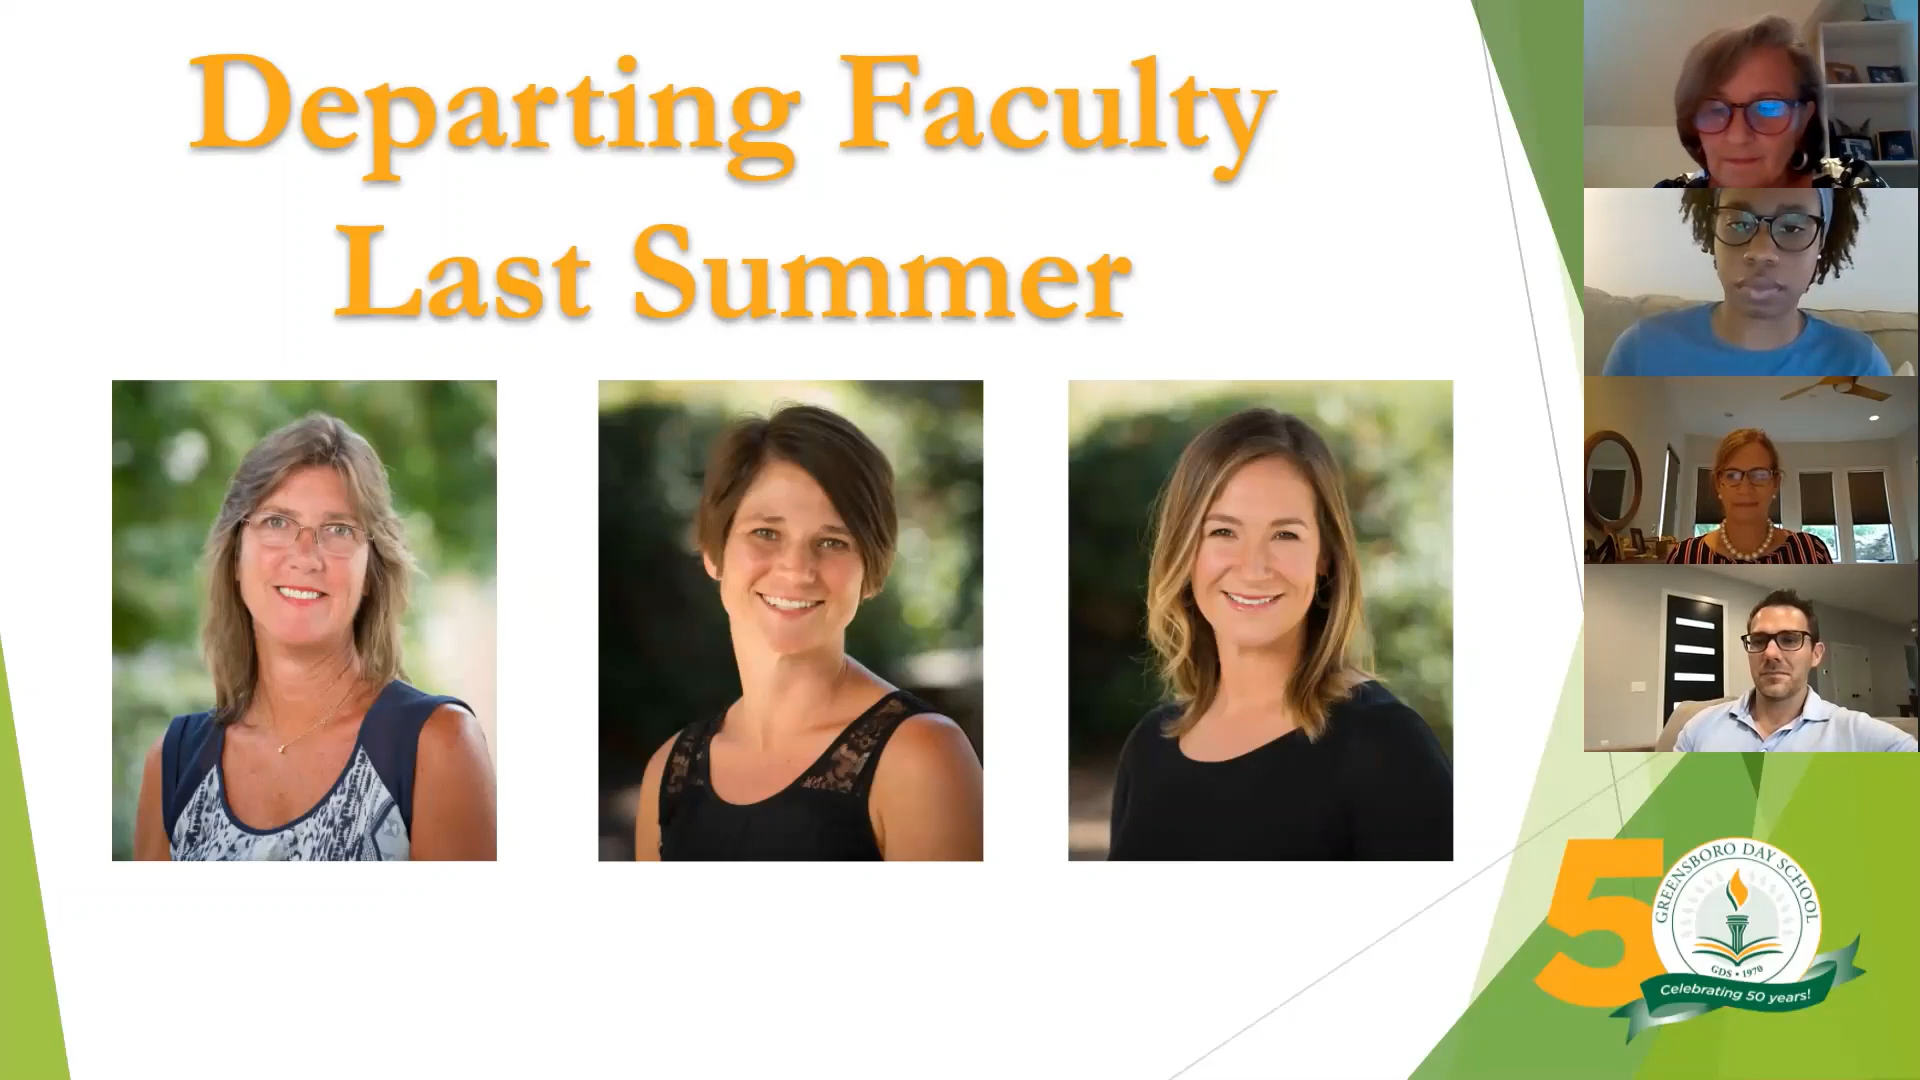 Departing Faculty
Last Summer
5
GREENSBORO DAY SCHOOL
GDS • 1970
Celebrating 50 years!